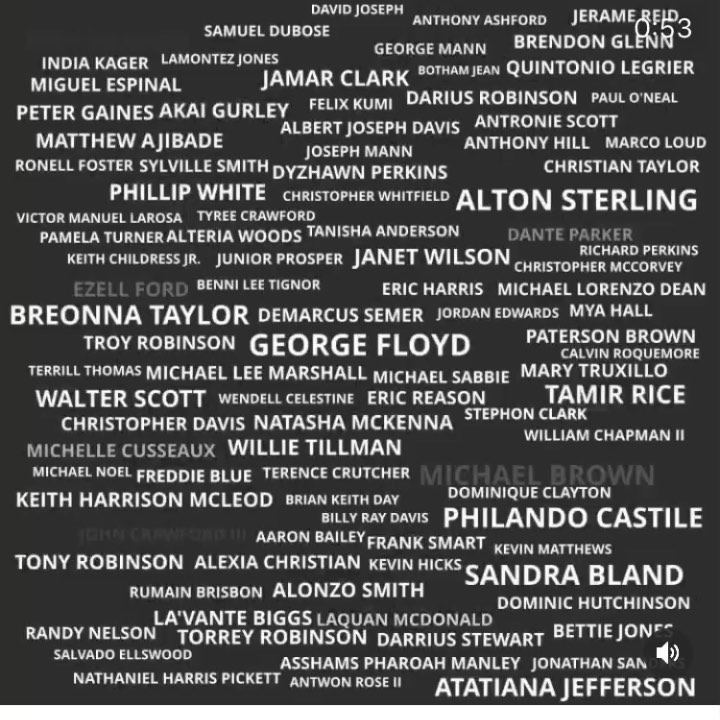 DAVID JOSEPH
ANTHONY ASHFORD JERAME REID
0:53
SAMUEL DUBOSE
GEORGE MANN BRENDON GLENN
INDIA KAGER LAMONTEZ JONES
MIGUEL ESPINAL JAMAR CLARK BOTHAM JEAN QUINTONIO LEGRIER
PETER GAINES AKAI GURLEY FELIX KUMI DARIUS ROBINSON PAUL O'NEAL
ALBERT JOSEPH DAVIS ANTRONIE SCOTT
MATTHEW AJIBADE JOSEPH MANN ANTHONY HILL MARCO LOUD
RONELL FOSTER SYLVILLE SMITH DYZHAWN PERKINS CHRISTIAN TAYLOR
PHILLIP WHITE CHRISTOPHER WHITFIELD ALTON STERLING
VICTOR MANUEL LAROSA TYREE CRAWFORD
PAMELA TURNER ALTERIA WOODS TANISHA ANDERSON DANTE PARKER
KEITH CHILDRESS JR. JUNIOR PROSPER JANET WILSON RICHARD PERKINS
CHRISTOPHER MCCORVEY
EZELL FORD BENNI LEE TIGNOR ERIC HARRIS MICHAEL LORENZO DEAN
BREONNA TAYLOR DEMARCUS SEMER JORDAN EDWARDS MYA HALL
TROY ROBINSON GEORGE FLOYD PATERSON BROWN
CALVIN ROQUEMORE
TERRILL THOMAS MICHAEL LEE MARSHALL MICHAEL SABBIE MARY TRUXILLO
WALTER SCOTT WENDELL CELESTINE ERIC REASON TAMIR RICE
CHRISTOPHER DAVIS NATASHA MCKENNA STEPHON CLARK
WILLIAM CHAPMAN II
MICHELLE CUSSEAUX WILLIE TILLMAN
MICHAEL NOEL FREDDIE BLUE TERENCE CRUTCHER MICHAEL BROWN
KEITH HARRISON MCLEOD BRIAN KEITH DAY DOMINIQUE CLAYTON
BILLY RAY DAVIS PHILANDO CASTILE
JOHN CRAWFORD III AARON BAILEY FRANK SMART KEVIN MATTHEWS
TONY ROBINSON ALEXIA CHRISTIAN KEVIN HICKS SANDRA BLAND
RUMAIN BRISBON ALONZO SMITH
DOMINIC HUTCHINSON
LA'VANTE BIGGS LAQUAN MCDONALD
RANDY NELSON TORREY ROBINSON DARRIUS STEWART BETTIE JONES
SALVADO ELLSWOOD
ASSHAMS PHAROAH MANLEY JONATHAN
NATHANIEL HARRIS PICKETT ANTWON ROSE II ATATIANA JEFFERSON